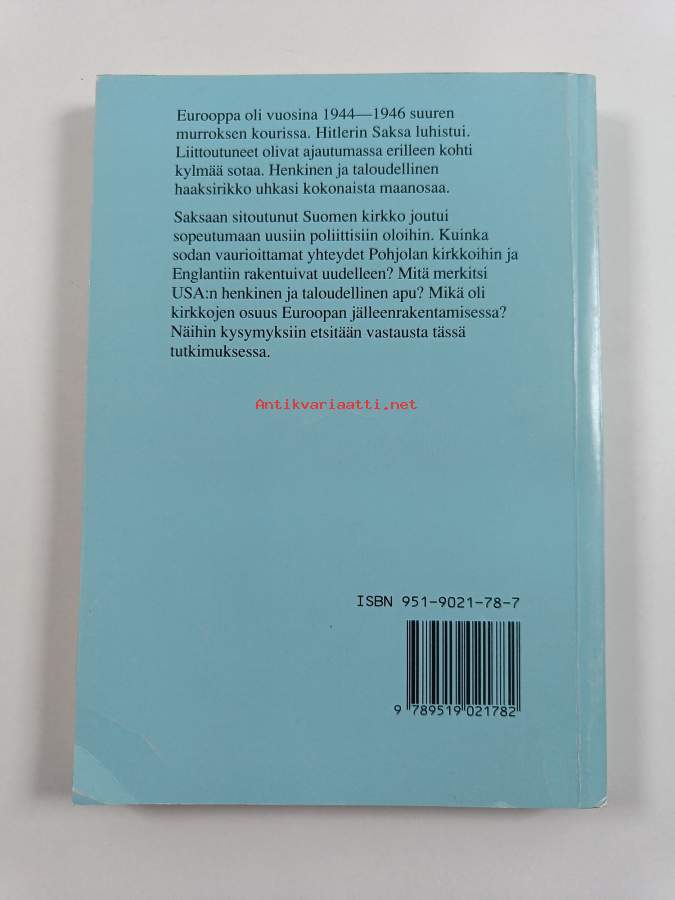 Eurooppa oli vuosina 1944—1946 suuren
murroksen kourissa. Hitlerin Saksa luhistui.
Liittoutuneet olivat ajautumassa erilleen kohti
kylmää sotaa. Henkinen ja taloudellinen
haaksirikko uhkasi kokonaista maanosaa.
Saksaan sitoutunut Suomen kirkko joutui
sopeutumaan uusiin poliittisiin oloihin. Kuinka
sodan vaurioittamat yhteydet Pohjolan kirkkoihin ja
Englantiin rakentuivat uudelleen? Mitä merkitsi
USA:n henkinen ja taloudellinen apu? Mikä oli
kirkkojen osuus Euroopan jälleenrakentamisessa?
Näihin kysymyksiin etsitään vastausta tässä
tutkimuksessa.
Antikvariaatti.net
ISBN 951-9021-78-7
9 789519 021782